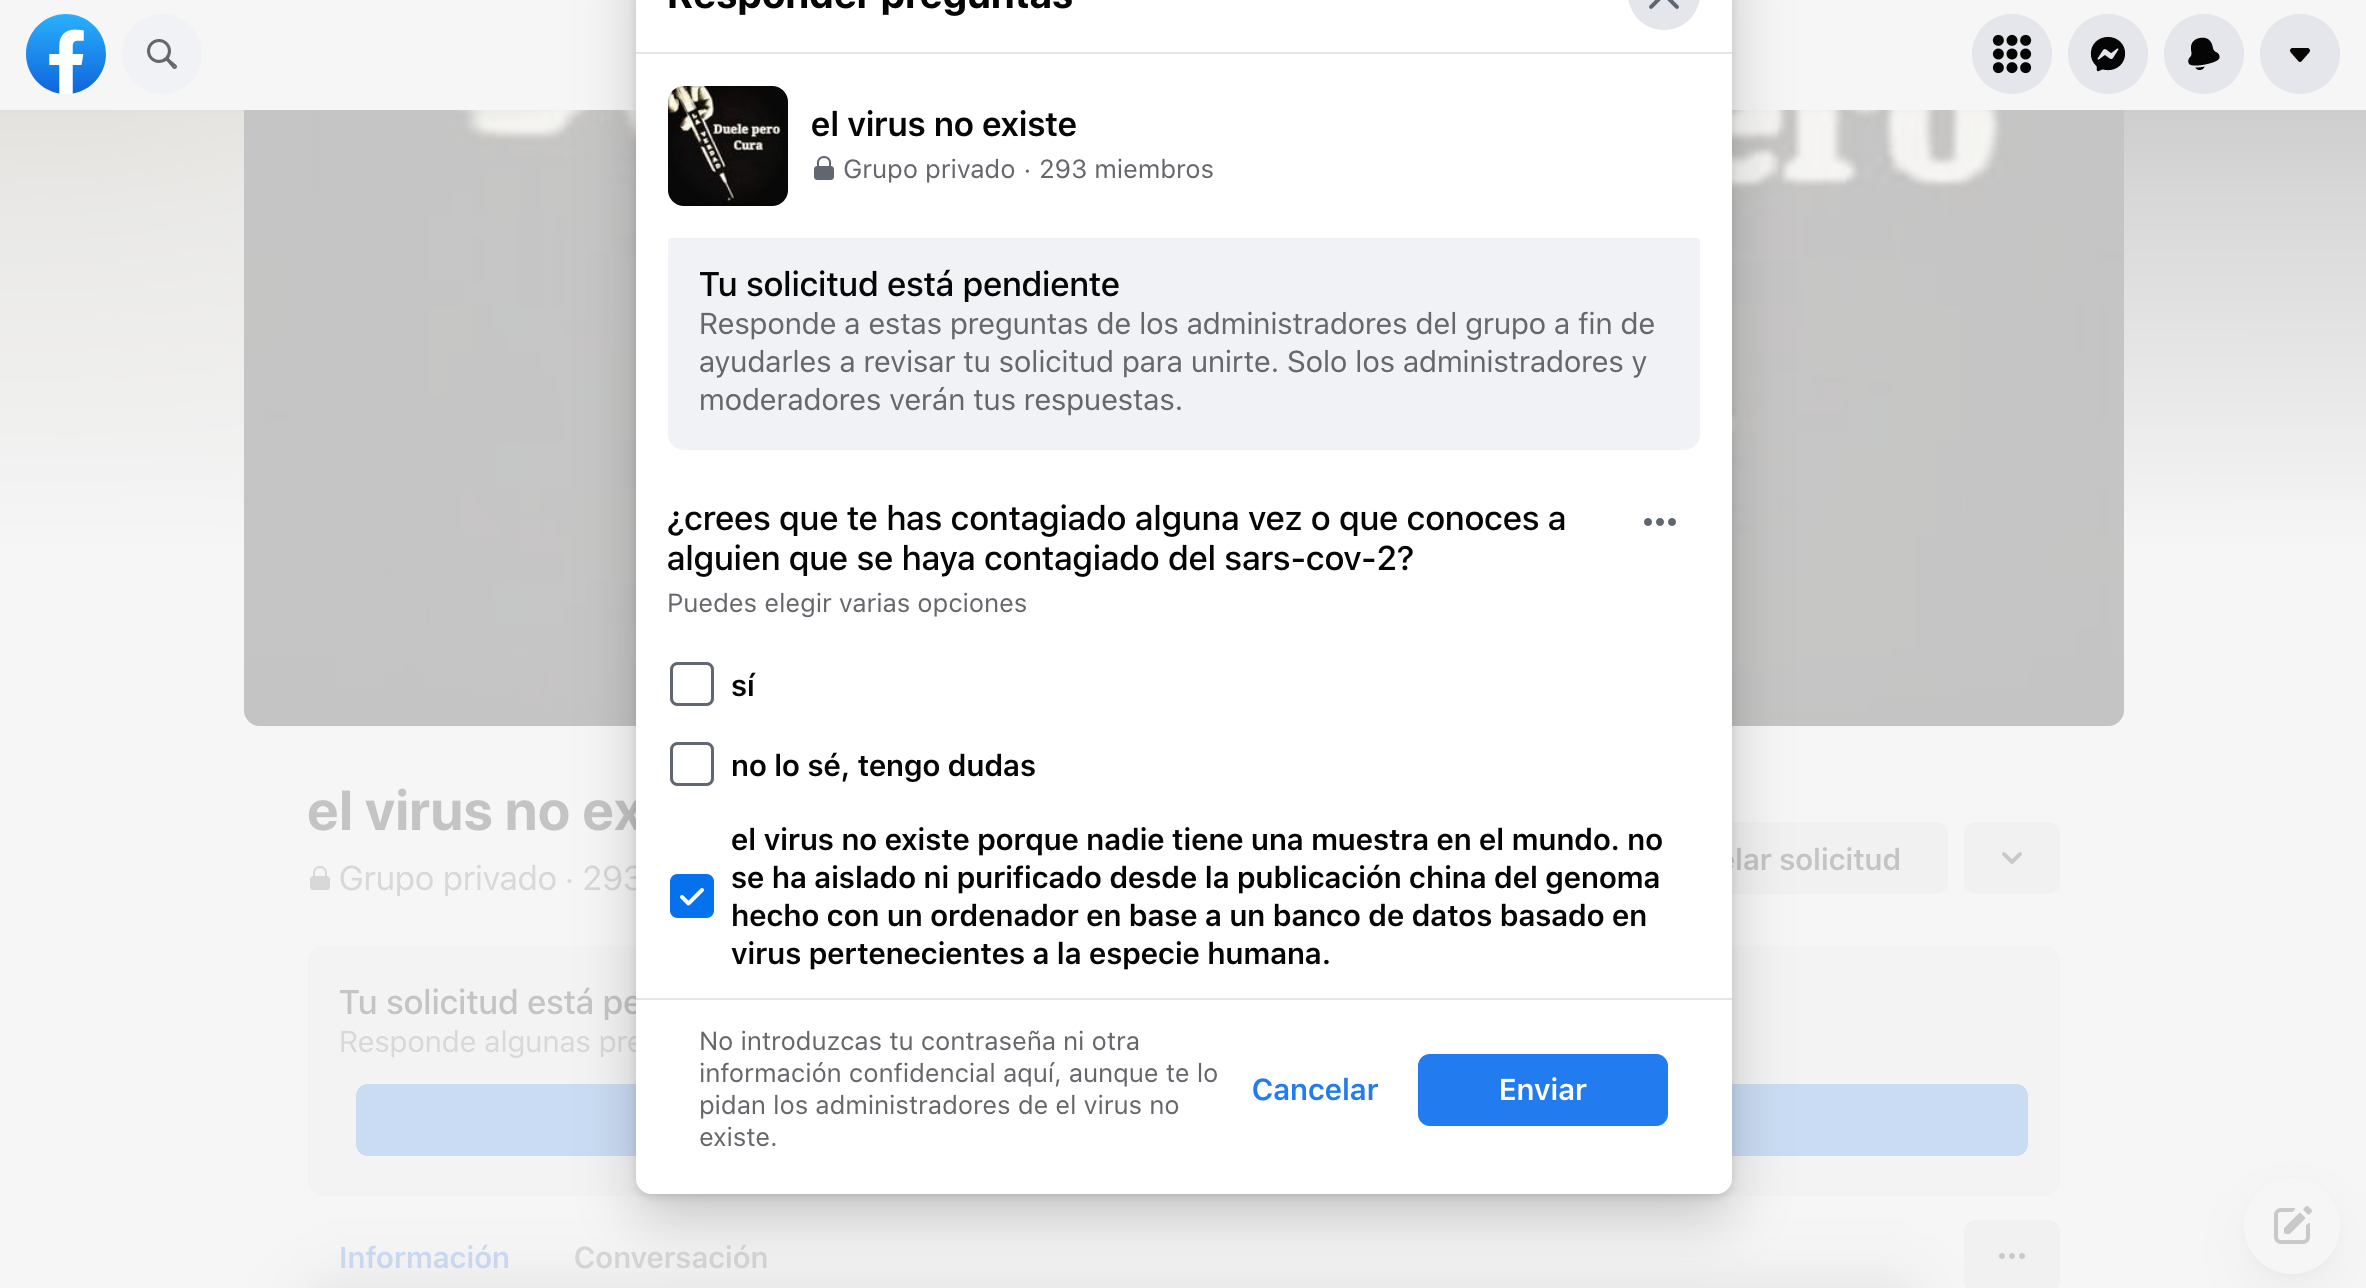 Responder preguntas
Duele pero
Cura
LA VERDAD
el virus no existe
Grupo privado · 293 miembros
Tu solicitud está pendiente
Responde a estas preguntas de los administradores del grupo a fin de
ayudarles a revisar tu solicitud para unirte. Solo los administradores y
moderadores verán tus respuestas.
¿crees que te has contagiado alguna vez o que conoces a
alguien que se haya contagiado del sars-cov-2?
Puedes elegir varias opciones
sí
no lo sé, tengo dudas
el virus no existe porque nadie tiene una muestra en el mundo. no
se ha aislado ni purificado desde la publicación china del genoma
hecho con un ordenador en base a un banco de datos basado en
virus pertenecientes a la especie humana.
No introduzcas tu contraseña ni otra
información confidencial aquí, aunque te lo
pidan los administradores de el virus no
existe.
Cancelar
Enviar
el virus no ex
Grupo privado · 293
elar solicitud
Tu solicitud está pe
Responde algunas pre
Información
Conversación